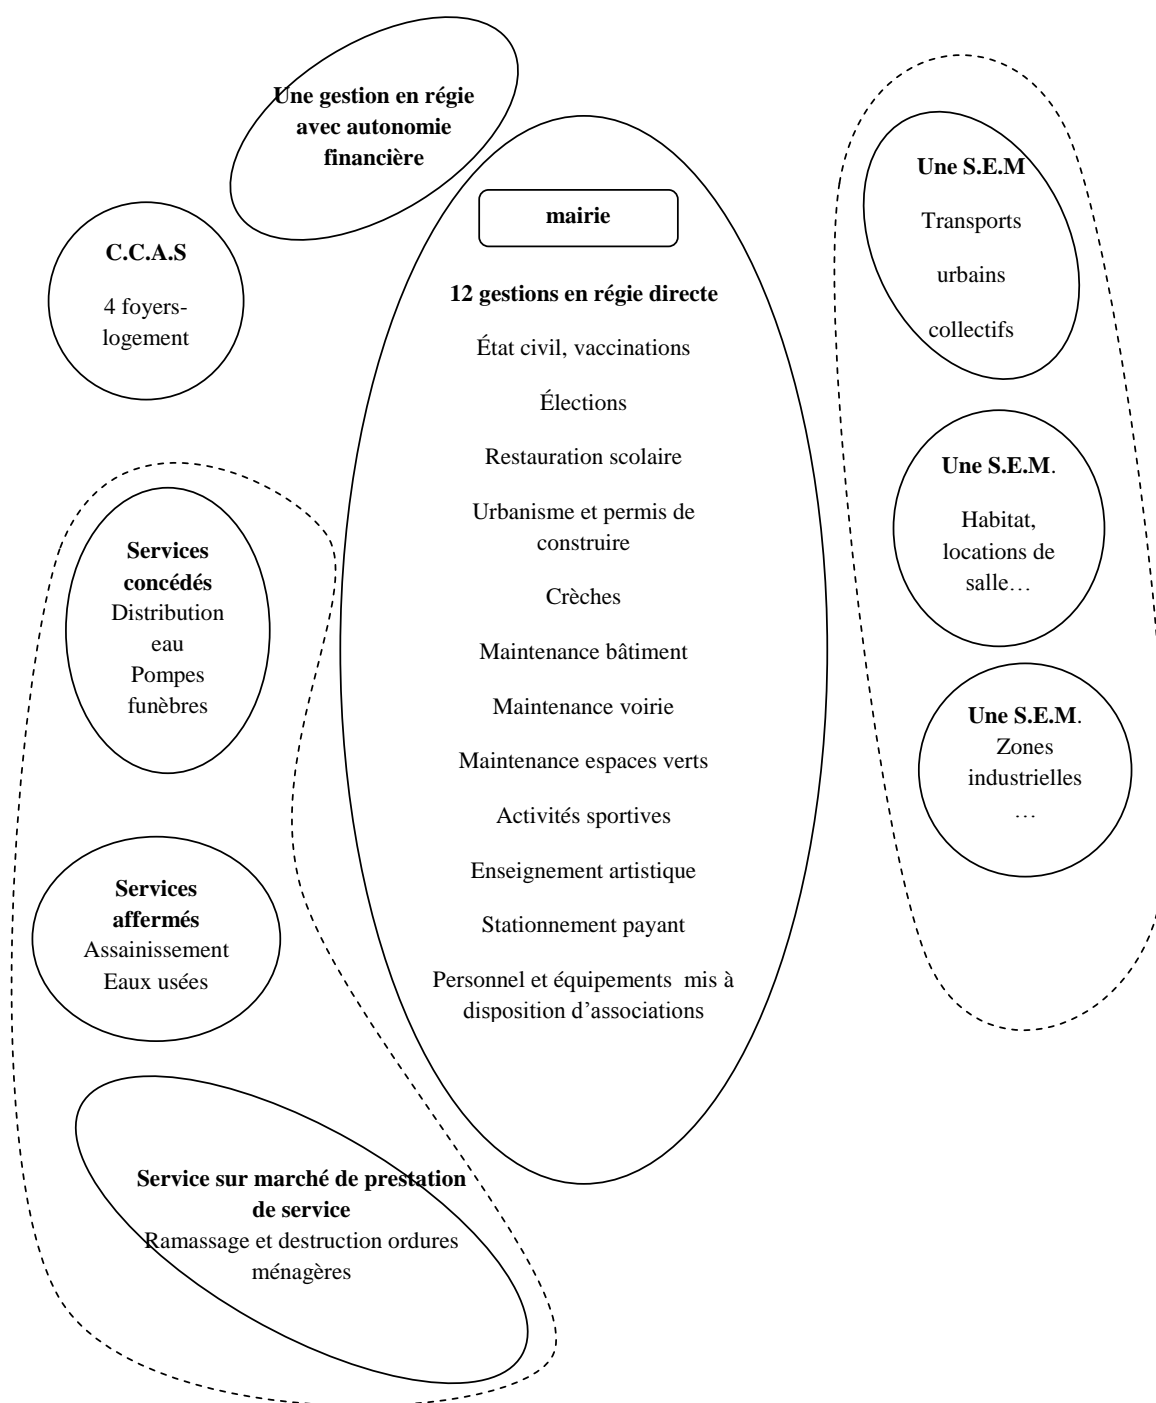 Une gestion en régie
avec autonomie
financière
mairie
12 gestions en régie directe
État civil, vaccinations
Élections
Restauration scolaire
Urbanisme et permis de
construire
Crèches
Maintenance bâtiment
Maintenance voirie
Maintenance espaces verts
Activités sportives
Enseignement artistique
Stationnement payant
Personnel et équipements mis à
disposition d’associations
C.C.A.S
4 foyers-
logement
Services
concédés
Distribution
eau
Pompes
funèbres
Services
affermés
Assainissement
Eaux usées
Service sur marché de prestation
de service
Ramassage et destruction ordures
ménagères
Une S.E.M
Transports
urbains
collectifs
Une S.E.M.
Habitat,
locations de
salle…
Une S.E.M.
Zones
industrielles
…